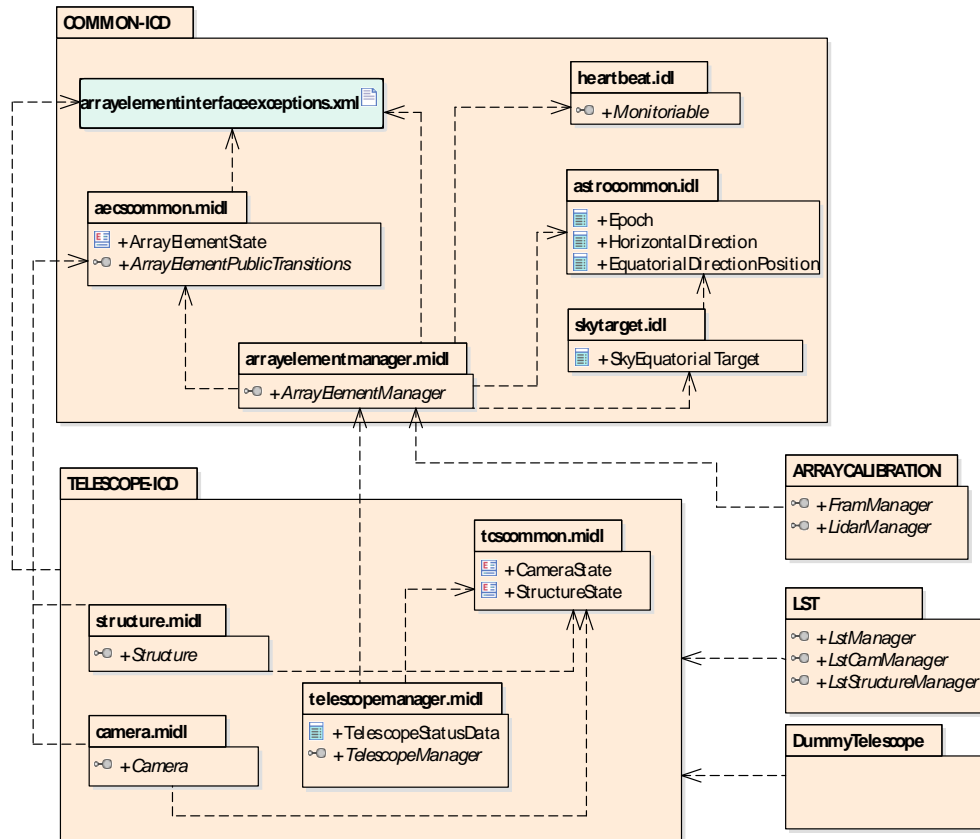 COMMON-ICD
arrayelementinterfaceexceptions.xml
heartbeat.idl
+Monitoriable
aecscommon.midl
+ArrayElementState
+ArrayElementPublicTransitions
astrocommon.idl
+Epoch
+HorizontalDirection
+EquatorialDirectionPosition
skytarget.idl
+SkyEquatorialTarget
arrayelementmanager.midl
+ArrayElementManager
TELESCOPE-ICD
ARRAYCALIBRATION
+FramManager
+LidarManager
tcscommon.midl
+CameraState
+StructureState
structure.midl
+Structure
LST
+LstManager
+LstCamManager
+LstStructureManager
telescopemanager.midl
+TelescopeStatusData
+TelescopeManager
camera.midl
+Camera
DummyTelescope